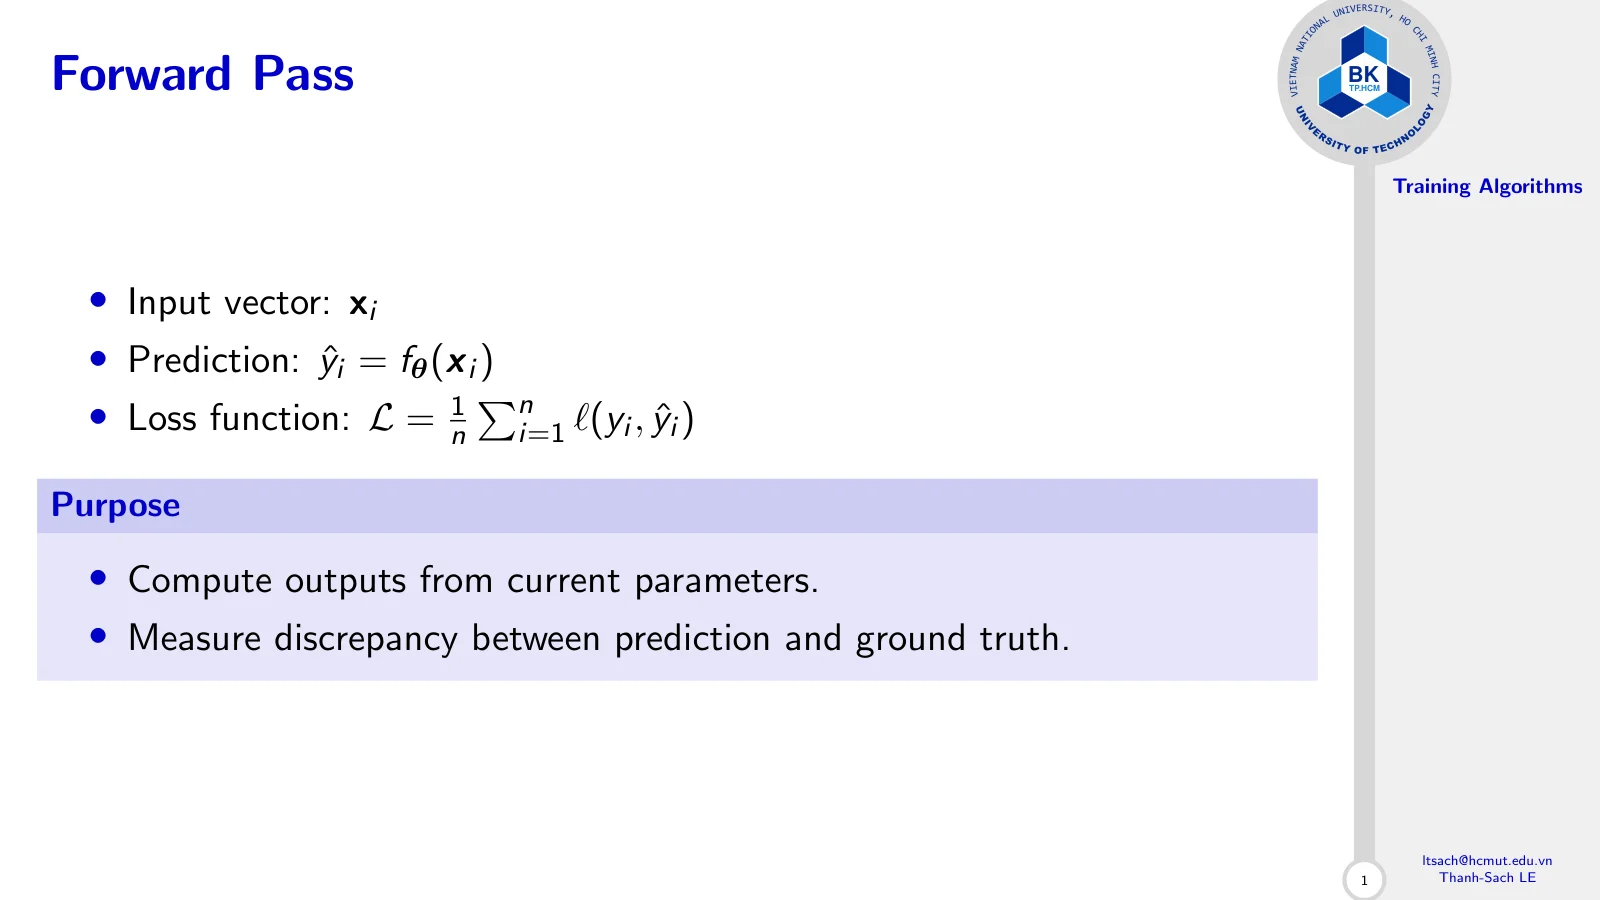 Forward Pass
VIETNAM NATIONAL UNIVERSITY, HO CHI MINH CITY
BK
TP.HCM
UNIVERSITY OF TECHNOLOGY
Training Algorithms
• Input vector: 𝐱ᵢ
• Prediction: ŷᵢ = f_𝜽(𝒙ᵢ)
• Loss function: ℒ = 1/n ∑ⁿᵢ₌₁ ℓ(yᵢ, ŷᵢ)
Purpose
• Compute outputs from current parameters.
• Measure discrepancy between prediction and ground truth.
ltsach@hcmut.edu.vn
Thanh-Sach LE
1